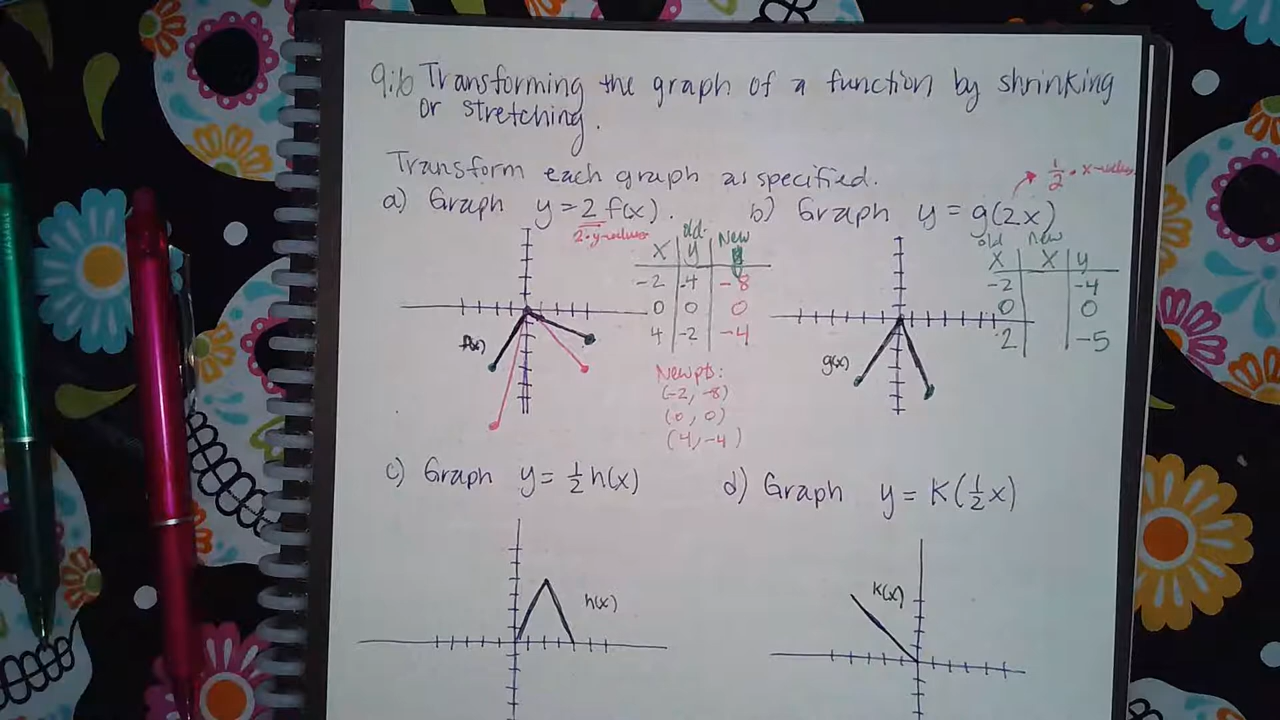 9.6 Transforming the graph of a function by shrinking
or stretching.
Transform each graph as specified.
a) Graph y = 2 f(x).
2·y-values
x | old y | New y
-2 | -4 | -8
0 | 0 | 0
4 | -2 | -4
f(x)
New pts:
(-2, -8)
(0, 0)
(4, -4)
b) Graph y = g(2x)
1/2 · x-values
old x | new x | y
-2 | | -4
0 | | 0
2 | | -5
g(x)
c) Graph y = 1/2 h(x)
h(x)
d) Graph y = K(1/2 x)
K(x)